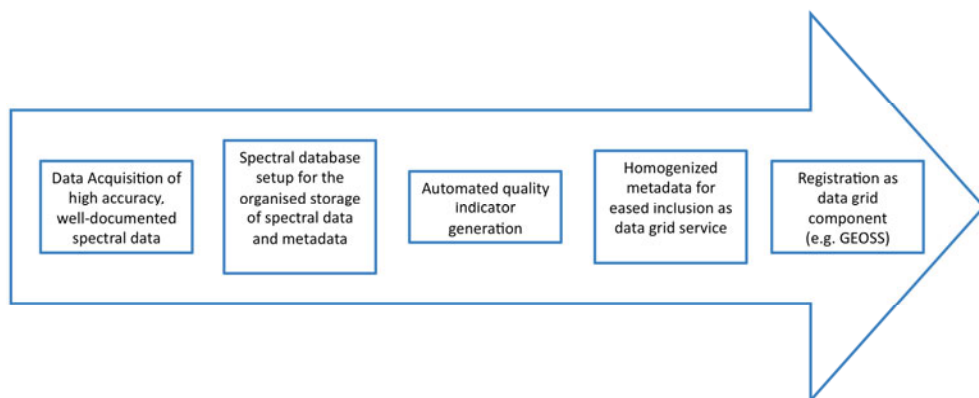 Data Acquisition of
high accuracy,
well-documented
spectral data
Spectral database
setup for the
organised storage
of spectral data
and metadata
Automated quality
indicator
generation
Homogenized
metadata for
eased inclusion as
data grid service
Registration as
data grid
component
(e.g. GEOSS)